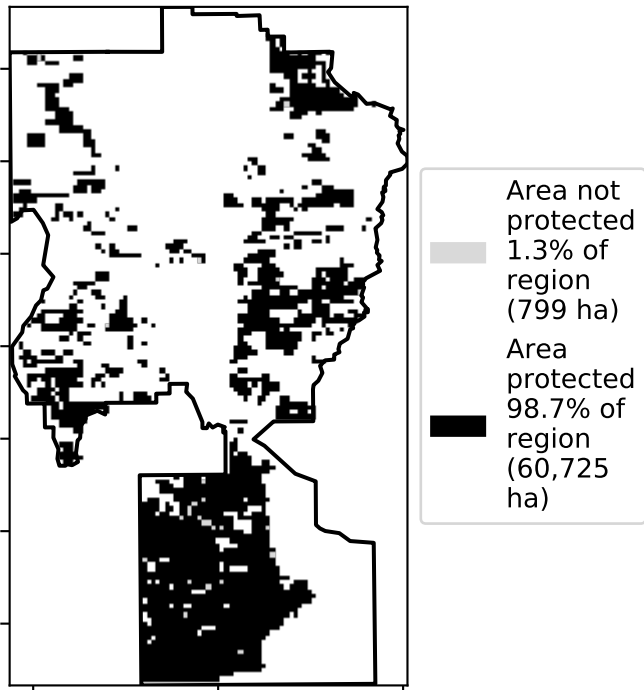 Area not
protected
1.3% of
region
(799 ha)
Area
protected
98.7% of
region
(60,725
ha)